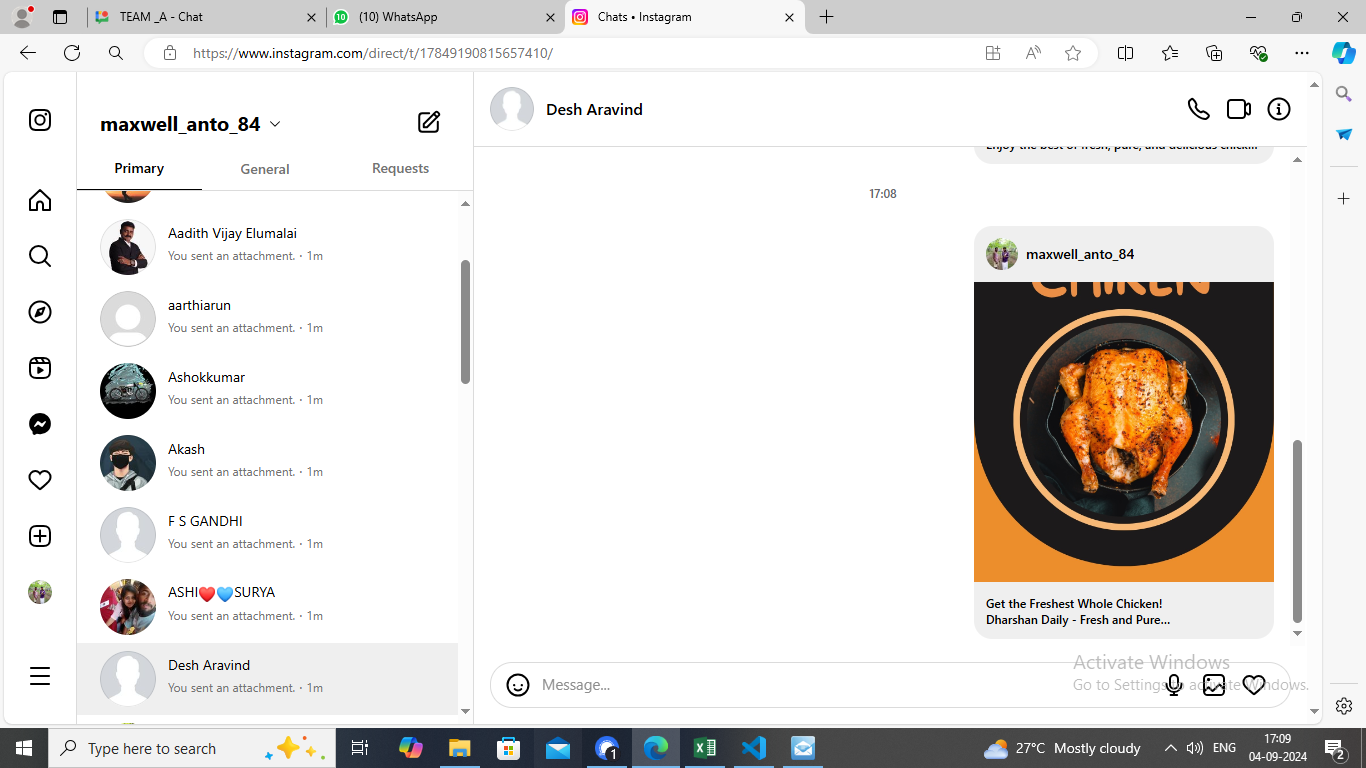 TEAM _A - Chat
(10) WhatsApp
Chats • Instagram
https://www.instagram.com/direct/t/17849190815657410/
maxwell_anto_84
Primary
General
Requests
Aadith Vijay Elumalai
You sent an attachment. · 1m
aarthiarun
You sent an attachment. · 1m
Ashokkumar
You sent an attachment. · 1m
Akash
You sent an attachment. · 1m
F S GANDHI
You sent an attachment. · 1m
ASHI❤️🩵SURYA
You sent an attachment. · 1m
Desh Aravind
You sent an attachment. · 1m
Desh Aravind
Enjoy the best of fresh, pure, and delicious chick...
17:08
maxwell_anto_84
CHIKEN
Get the Freshest Whole Chicken!
Dharshan Daily - Fresh and Pure...
Message...
Activate Windows
Go to Settings to activate Windows.
Type here to search
27°C Mostly cloudy
ENG
17:09
04-09-2024
2